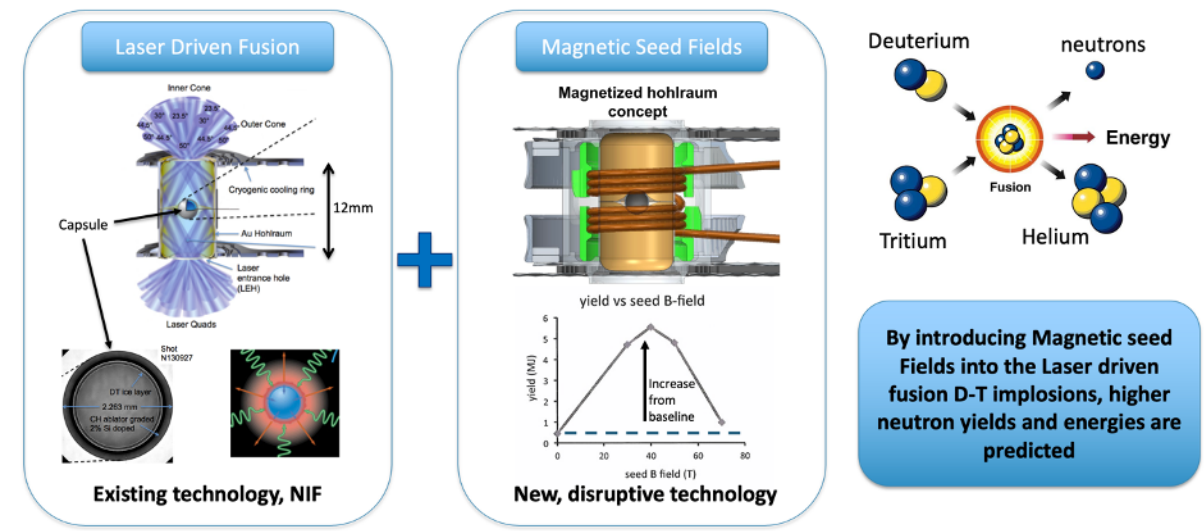 Laser Driven Fusion
Inner Cone
23.5°
30°
23.5°
30°
44.5°
44.5°
50°
44.5°
44.5°
50°
50°
Outer Cone
Cryogenic cooling ring
12mm
Capsule
Au Hohlraum
Laser
entrance hole
(LEH)
Laser Quads
Shot
N130927
DT ice layer
2.263 mm
CH ablator graded
2% Si doped
Existing technology, NIF
Magnetic Seed Fields
Magnetized hohlraum
concept
yield vs seed B-field
yield (MJ)
6
5
4
3
2
1
0
Increase
from
baseline
0
20
40
60
80
seed B field (T)
New, disruptive technology
Deuterium
neutrons
Energy
Fusion
Tritium
Helium
By introducing Magnetic seed
Fields into the Laser driven
fusion D-T implosions, higher
neutron yields and energies are
predicted